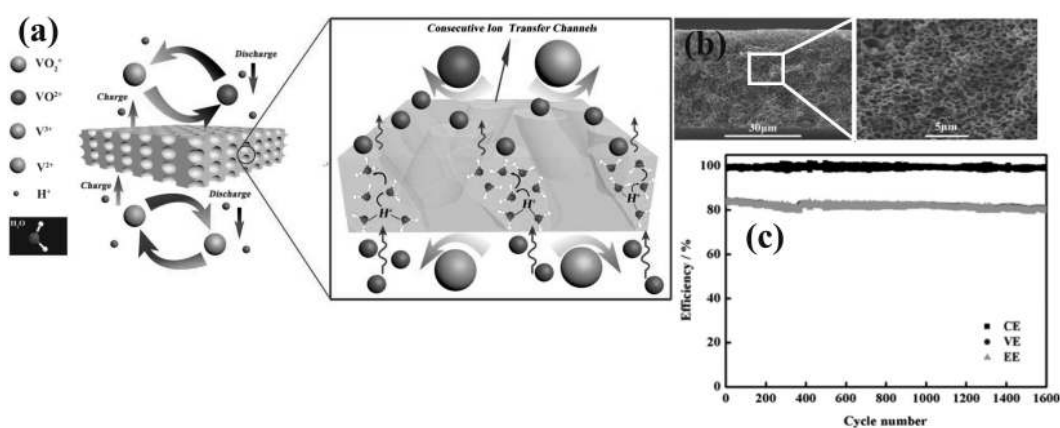 (a)
VO₂⁺
VO²⁺
V³⁺
V²⁺
H⁺
H₂O
Discharge
Charge
Charge
Discharge
Consecutive Ion Transfer Channels
H⁺
H⁺
H⁺
(b)
30μm
5μm
(c)
Efficiency / %
100
80
60
40
20
0
CE
VE
EE
0 200 400 600 800 1000 1200 1400 1600
Cycle number